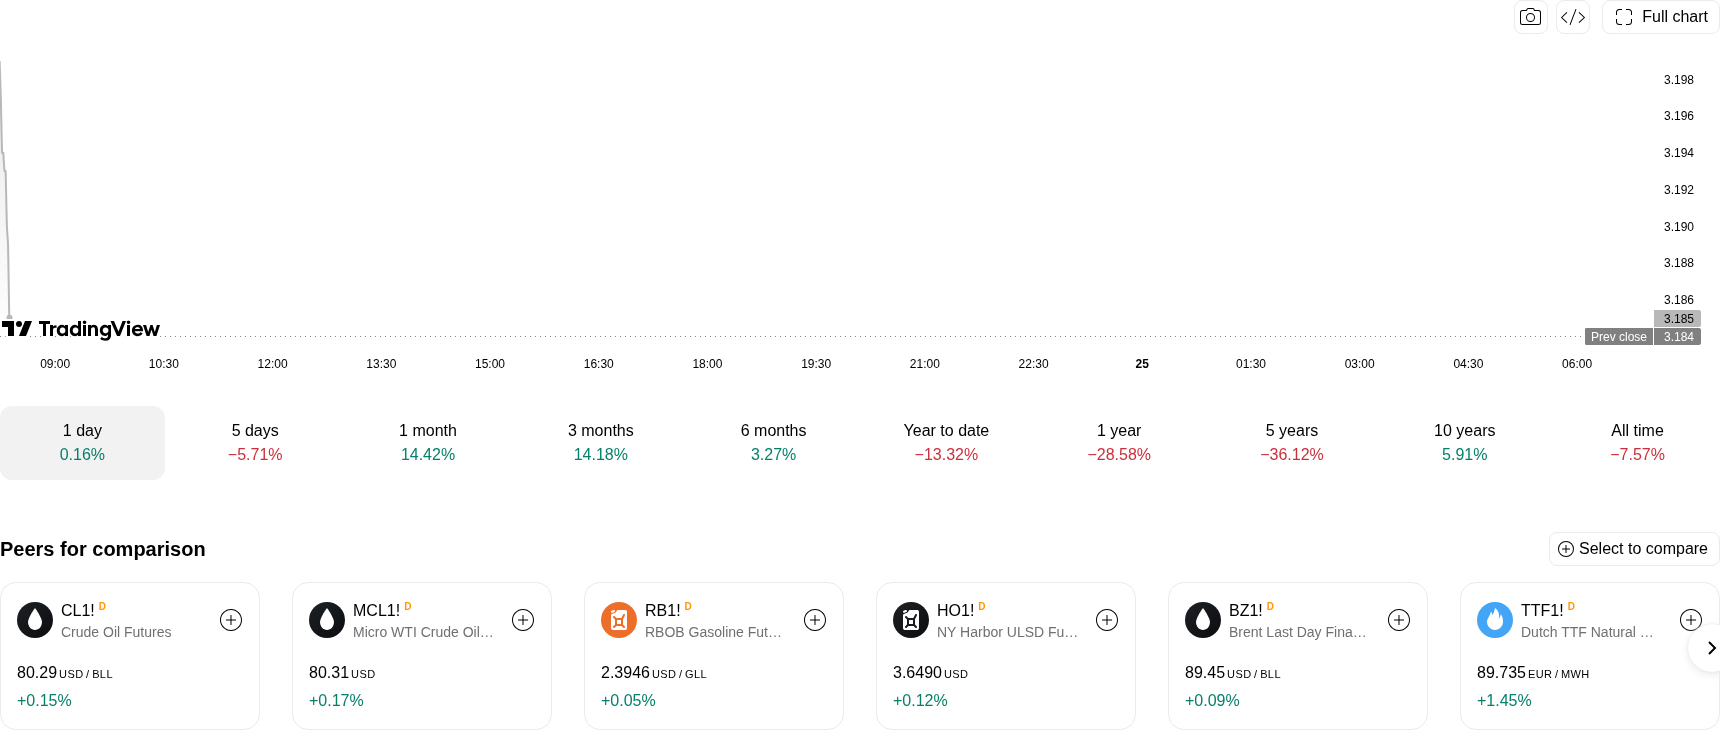 Full chart
3.198
3.196
3.194
3.192
3.190
3.188
3.186
3.185
TradingView
Prev close 3.184
09:00 10:30 12:00 13:30 15:00 16:30 18:00 19:30 21:00 22:30 25 01:30 03:00 04:30 06:00
1 day 5 days 1 month 3 months 6 months Year to date 1 year 5 years 10 years All time
0.16% −5.71% 14.42% 14.18% 3.27% −13.32% −28.58% −36.12% 5.91% −7.57%
Peers for comparison
Select to compare
CL1! D
Crude Oil Futures
80.29 USD / BLL
+0.15%
MCL1! D
Micro WTI Crude Oil…
80.31 USD
+0.17%
RB1! D
RBOB Gasoline Fut…
2.3946 USD / GLL
+0.05%
HO1! D
NY Harbor ULSD Fu…
3.6490 USD
+0.12%
BZ1! D
Brent Last Day Fina…
89.45 USD / BLL
+0.09%
TTF1! D
Dutch TTF Natural …
89.735 EUR / MWH
+1.45%